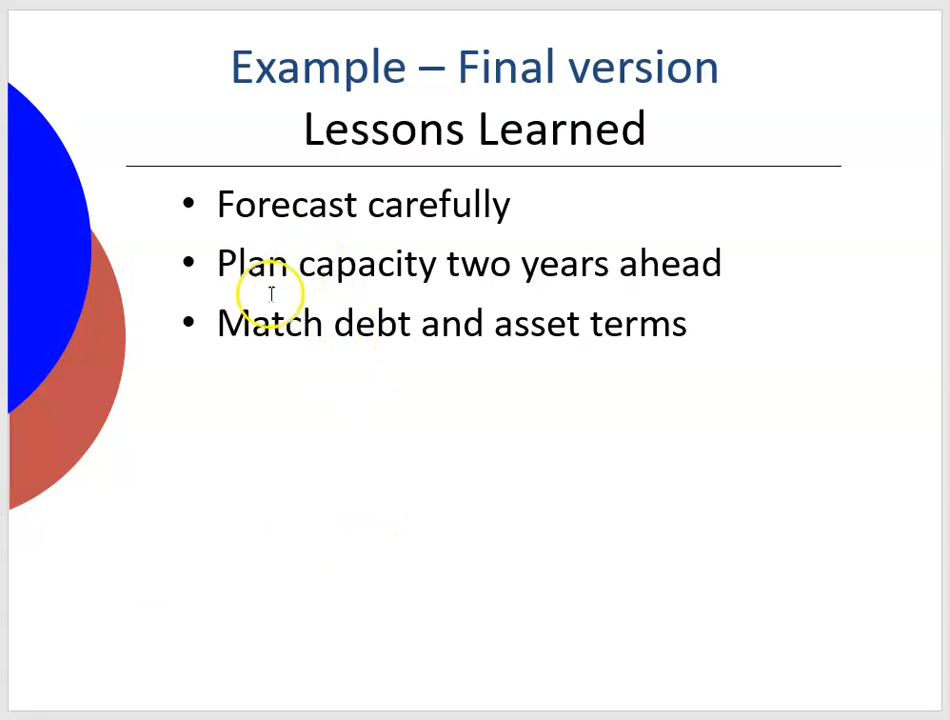 Example – Final version
Lessons Learned
• Forecast carefully
• Plan capacity two years ahead
• Match debt and asset terms